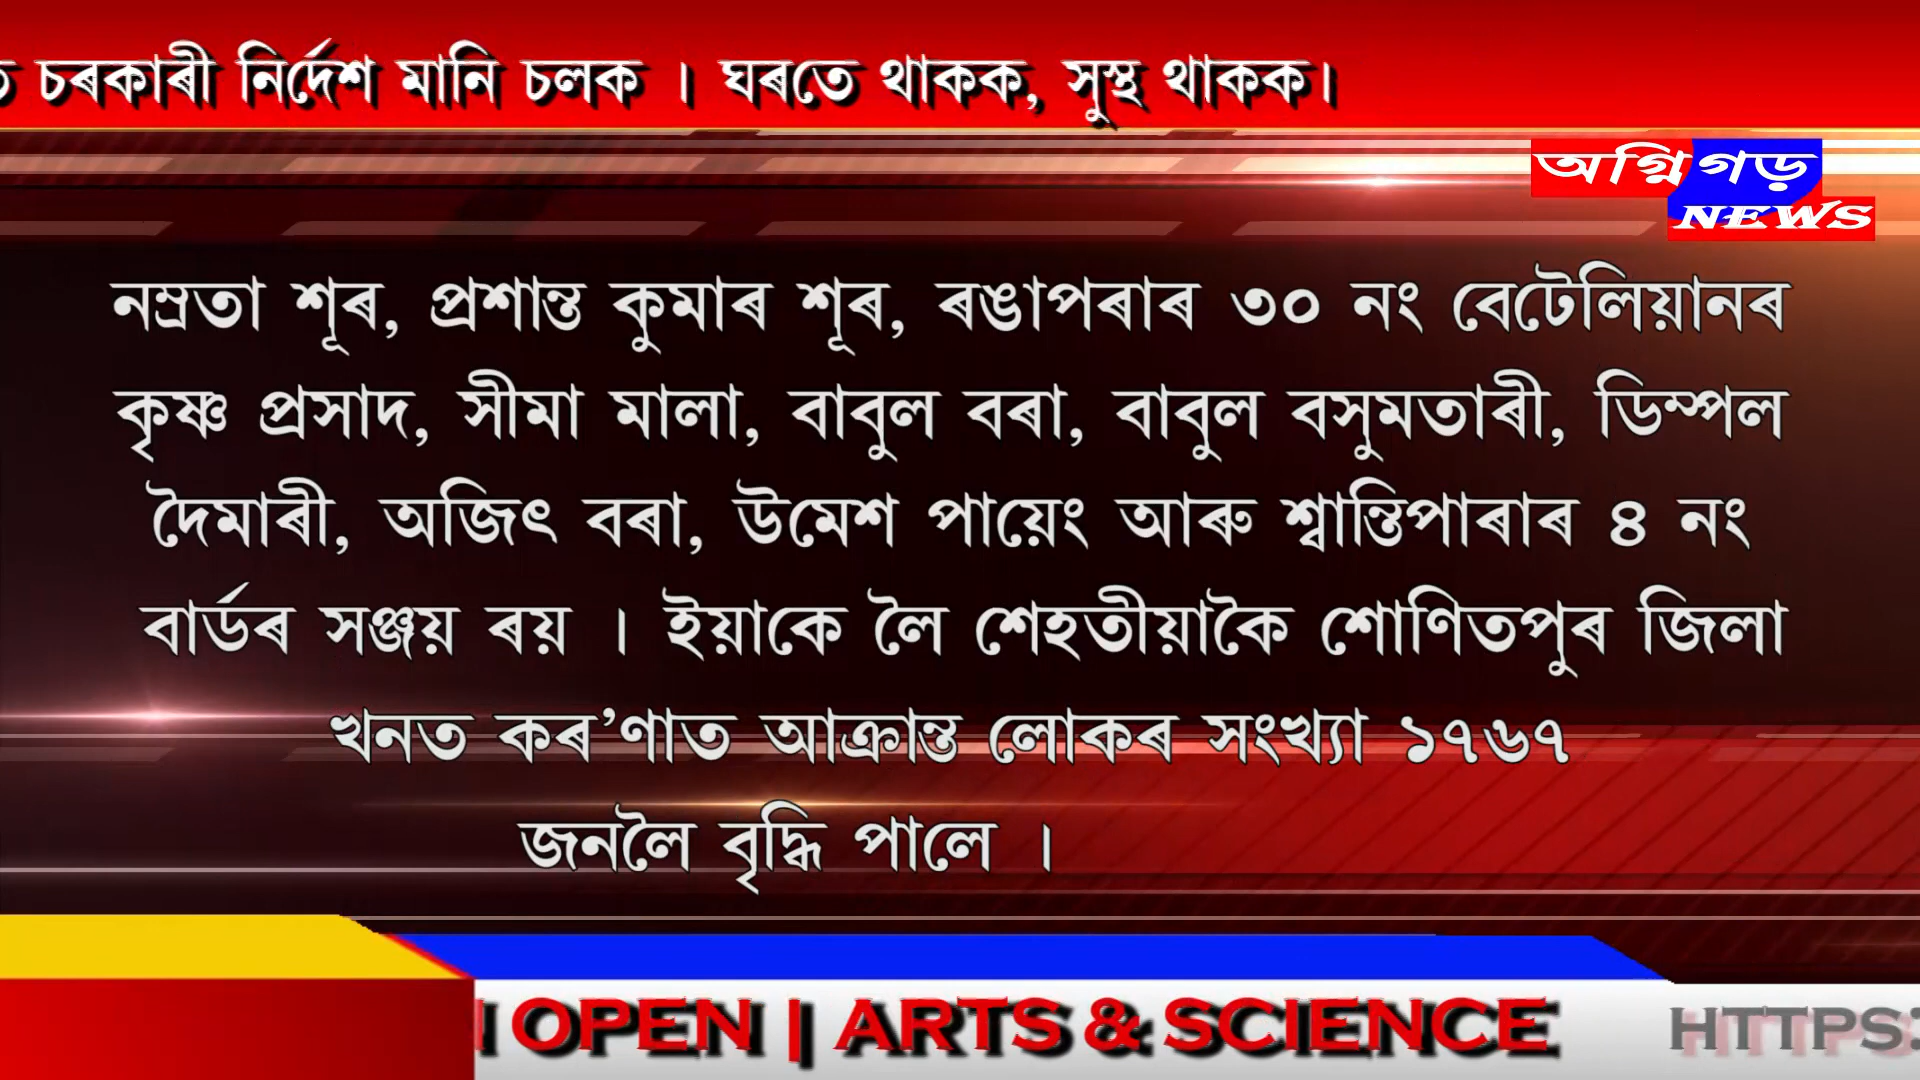 চৰকাৰী নিৰ্দেশ মানি চলক । ঘৰতে থাকক, সুস্থ থাকক।
অগ্নিগড়
NEWS
নম্ৰতা শূৰ, প্ৰশান্ত কুমাৰ শূৰ, ৰঙাপৰাৰ ৩০ নং বেটেলিয়ানৰ
কৃষ্ণ প্ৰসাদ, সীমা মালা, বাবুল বৰা, বাবুল বসুমতাৰী, ডিম্পল
দৈমাৰী, অজিৎ বৰা, উমেশ পায়েং আৰু শ্বান্তিপাৰাৰ ৪ নং
বাৰ্ডৰ সঞ্জয় ৰয় । ইয়াকে লৈ শেহতীয়াকৈ শোণিতপুৰ জিলা
খনত কৰ’ণাত আক্ৰান্ত লোকৰ সংখ্যা ১৭৬৭
জনলৈ বৃদ্ধি পালে ।
OPEN | ARTS & SCIENCE HTTPS: